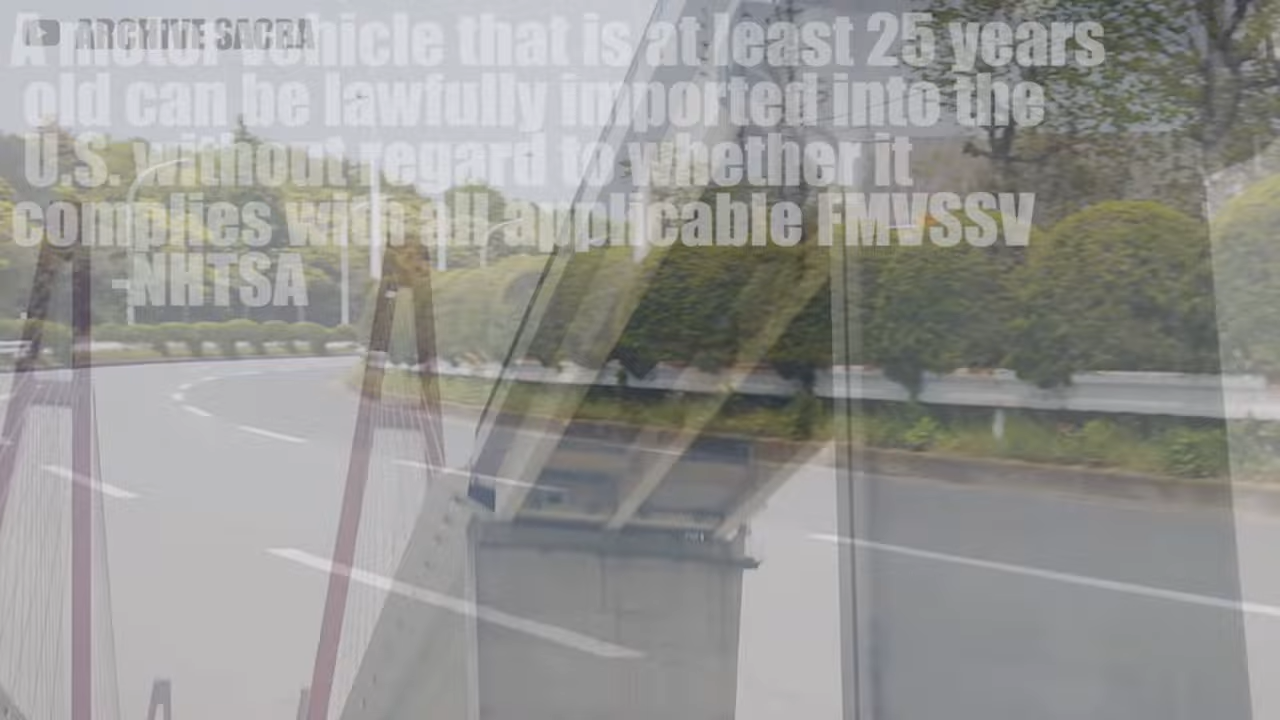 ARCHIVE SACRA
A motor vehicle that is at least 25 years
old can be lawfully imported into the
U.S. without regard to whether it
complies with all applicable FMVSSV
-NHTSA